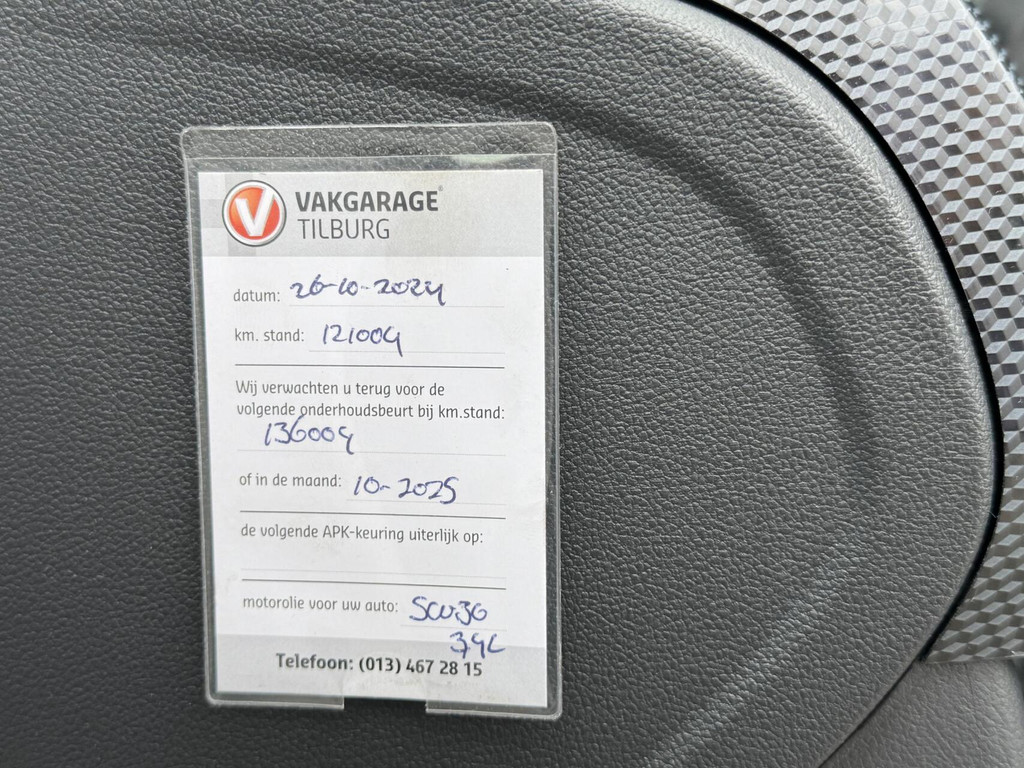 V VAKGARAGE®
TILBURG
datum: 26-10-2024
km. stand: 121004
Wij verwachten u terug voor de
volgende onderhoudsbeurt bij km.stand:
136004
of in de maand: 10-2025
de volgende APK-keuring uiterlijk op:
motorolie voor uw auto: 5W30
3,4L
Telefoon: (013) 467 28 15